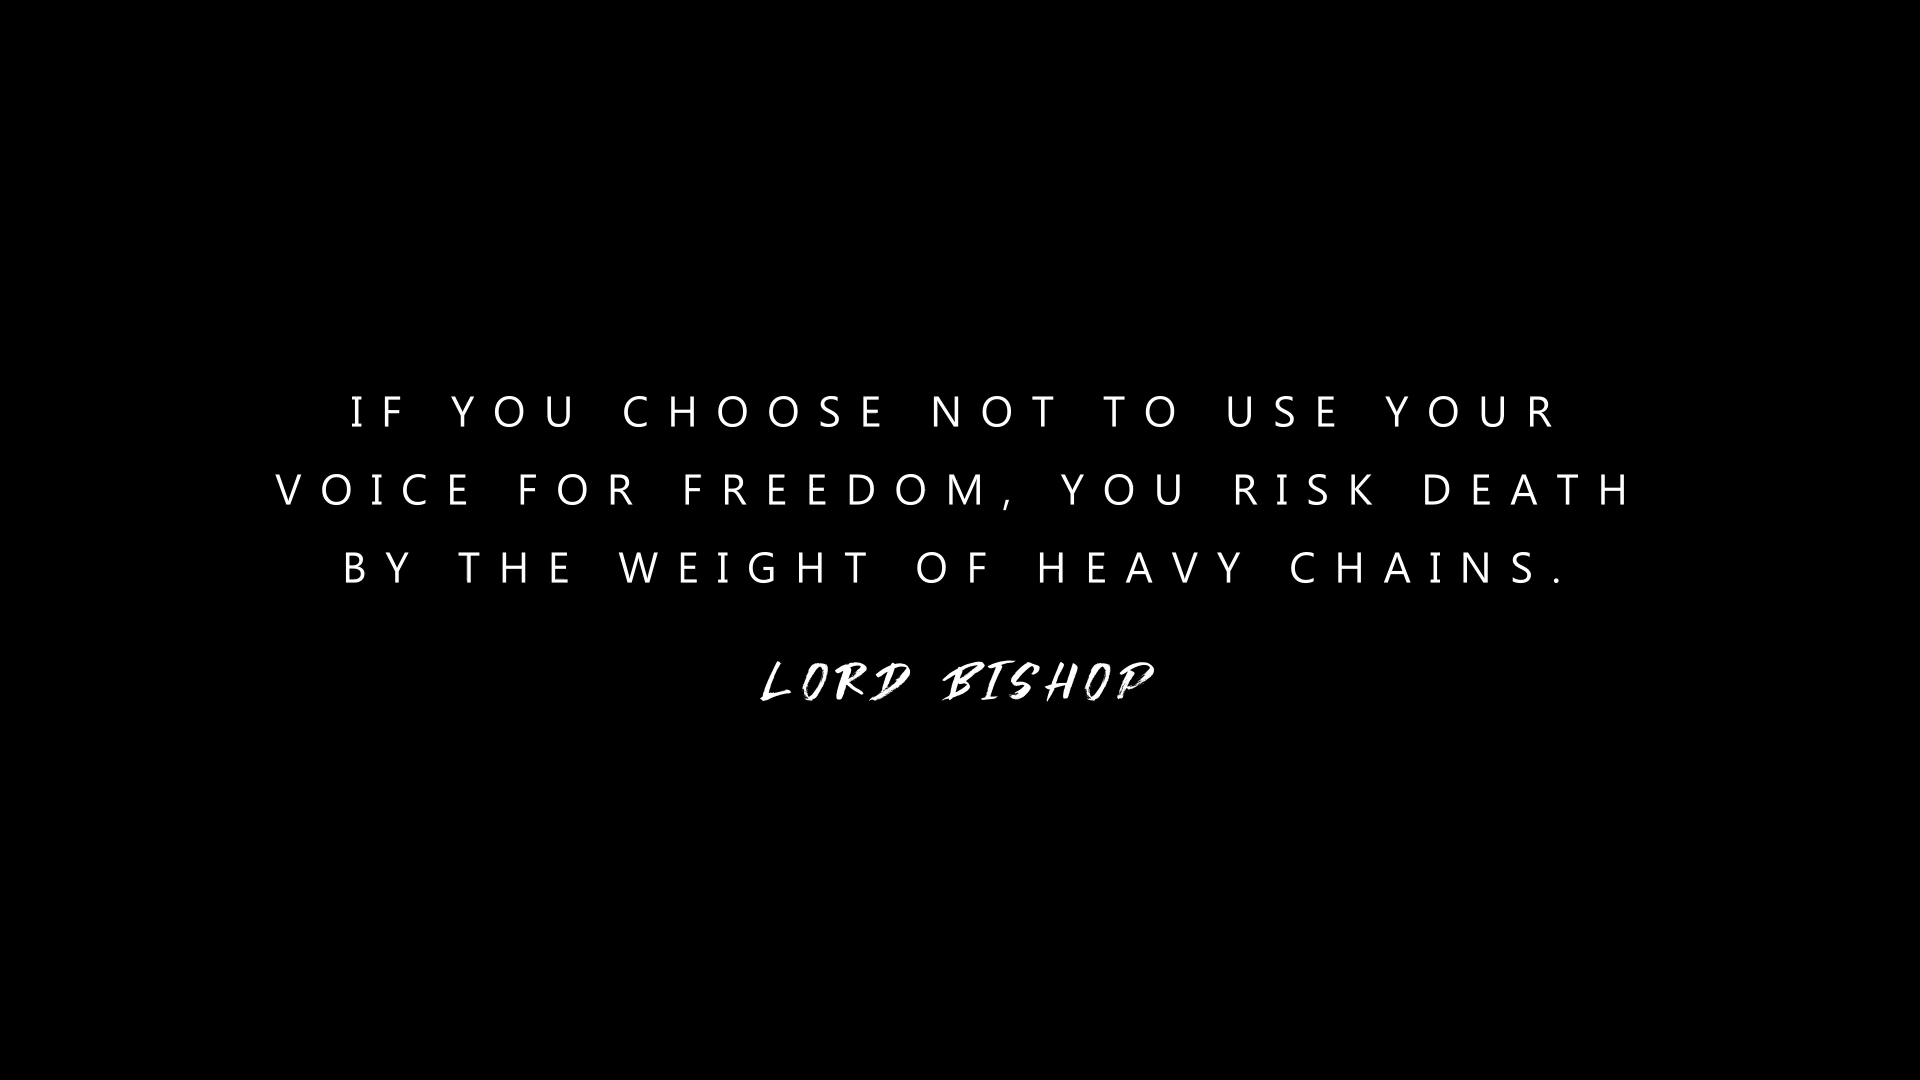 IF YOU CHOOSE NOT TO USE YOUR
VOICE FOR FREEDOM, YOU RISK DEATH
BY THE WEIGHT OF HEAVY CHAINS.
LORD BISHOP